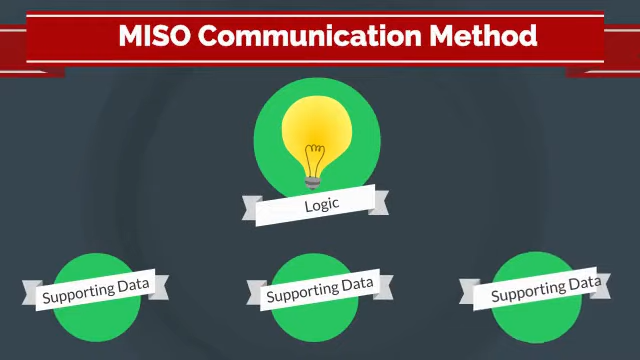 MISO Communication Method
Logic
Supporting Data
Supporting Data
Supporting Data